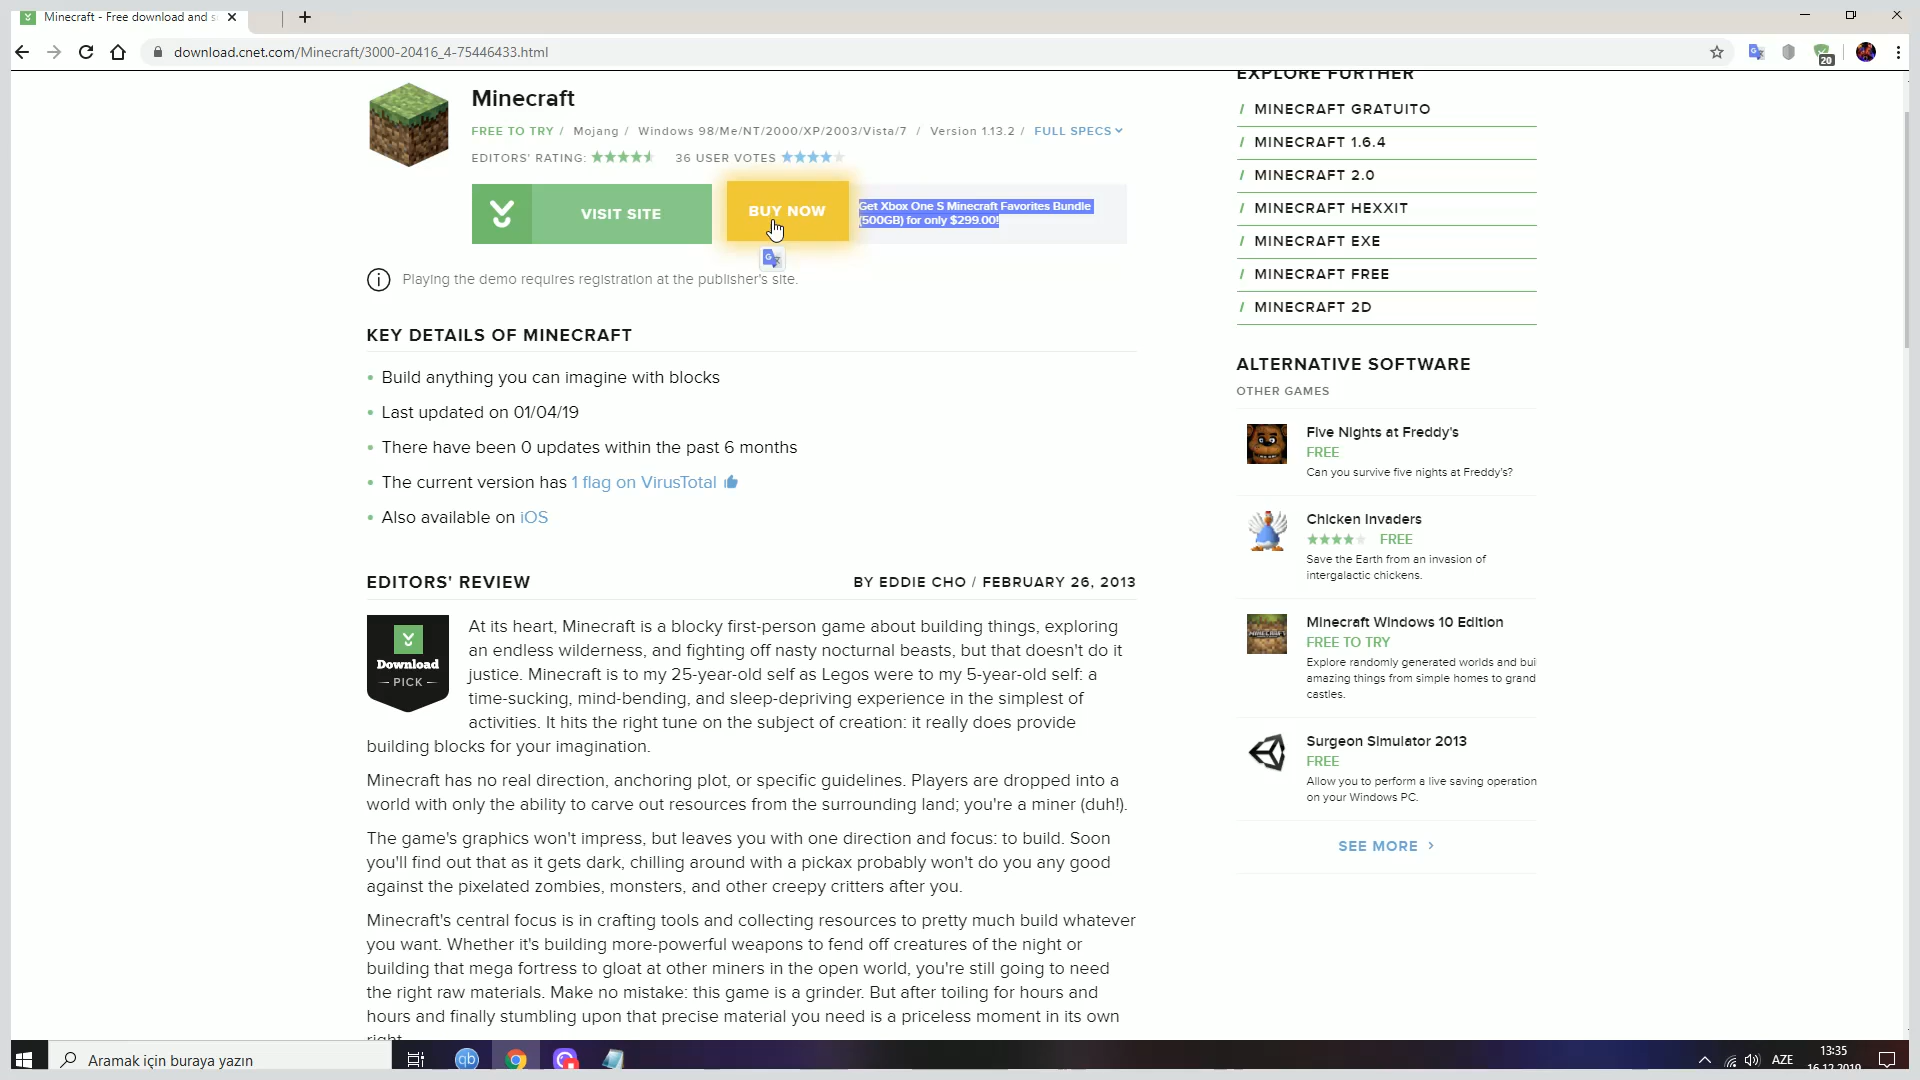 Minecraft - Free download and s
download.cnet.com/Minecraft/3000-20416_4-75446433.html
20
Minecraft
FREE TO TRY / Mojang / Windows 98/Me/NT/2000/XP/2003/Vista/7 / Version 1.13.2 / FULL SPECS
EDITORS' RATING: 36 USER VOTES
VISIT SITE
BUY NOW
Get Xbox One S Minecraft Favorites Bundle
(500GB) for only $299.00!
Playing the demo requires registration at the publisher's site.
KEY DETAILS OF MINECRAFT
• Build anything you can imagine with blocks
• Last updated on 01/04/19
• There have been 0 updates within the past 6 months
• The current version has 1 flag on VirusTotal
• Also available on iOS
EDITORS' REVIEW
BY EDDIE CHO / FEBRUARY 26, 2013
Download
PICK
At its heart, Minecraft is a blocky first-person game about building things, exploring
an endless wilderness, and fighting off nasty nocturnal beasts, but that doesn't do it
justice. Minecraft is to my 25-year-old self as Legos were to my 5-year-old self: a
time-sucking, mind-bending, and sleep-depriving experience in the simplest of
activities. It hits the right tune on the subject of creation: it really does provide
building blocks for your imagination.
Minecraft has no real direction, anchoring plot, or specific guidelines. Players are dropped into a
world with only the ability to carve out resources from the surrounding land; you're a miner (duh!).
The game's graphics won't impress, but leaves you with one direction and focus: to build. Soon
you'll find out that as it gets dark, chilling around with a pickax probably won't do you any good
against the pixelated zombies, monsters, and other creepy critters after you.
Minecraft's central focus is in crafting tools and collecting resources to pretty much build whatever
you want. Whether it's building more-powerful weapons to fend off creatures of the night or
building that mega fortress to gloat at other miners in the open world, you're still going to need
the right raw materials. Make no mistake: this game is a grinder. But after toiling for hours and
hours and finally stumbling upon that precise material you need is a priceless moment in its own
right.
EXPLORE FURTHER
/ MINECRAFT GRATUITO
/ MINECRAFT 1.6.4
/ MINECRAFT 2.0
/ MINECRAFT HEXXIT
/ MINECRAFT EXE
/ MINECRAFT FREE
/ MINECRAFT 2D
ALTERNATIVE SOFTWARE
OTHER GAMES
Five Nights at Freddy's
FREE
Can you survive five nights at Freddy's?
Chicken Invaders
FREE
Save the Earth from an invasion of
intergalactic chickens.
Minecraft Windows 10 Edition
FREE TO TRY
Explore randomly generated worlds and bui
amazing things from simple homes to grand
castles.
Surgeon Simulator 2013
FREE
Allow you to perform a live saving operation
on your Windows PC.
SEE MORE
Aramak için buraya yazın
qb
AZE
13:35
16.12.2019